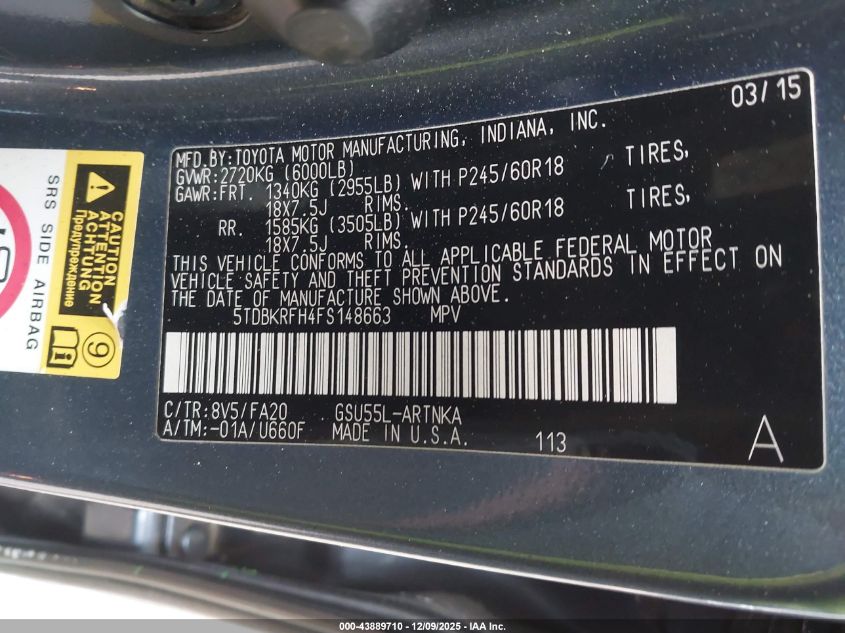 03/15
MFD.BY:TOYOTA MOTOR MANUFACTURING, INDIANA, INC.
GVWR:2720KG (6000LB)
GAWR:FRT. 1340KG (2955LB) WITH P245/60R18 TIRES,
18X7.5J RIMS.
RR. 1585KG (3505LB) WITH P245/60R18 TIRES,
18X7.5J RIMS.
THIS VEHICLE CONFORMS TO ALL APPLICABLE FEDERAL MOTOR
VEHICLE SAFETY AND THEFT PREVENTION STANDARDS IN EFFECT ON
THE DATE OF MANUFACTURE SHOWN ABOVE.
5TDBKRFH4FS148663 MPV
C/TR:8V5/FA20 GSU55L-ARTNKA
A/TM:-01A/U660F MADE IN U.S.A. 113 A
SRS SIDE AIRBAG
CAUTION
ATTENTION
ACHTUNG
Предупреждение
9
000-43889710 - 12/09/2025 - IAA Inc.